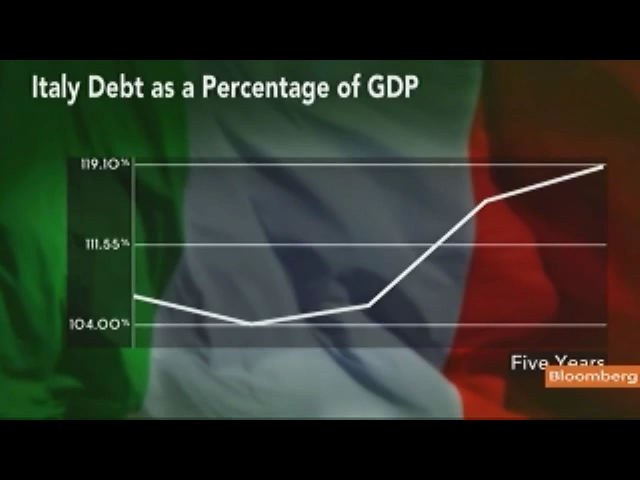 Italy Debt as a Percentage of GDP
119.10%
111.55%
104.00%
Five Years
Bloomberg